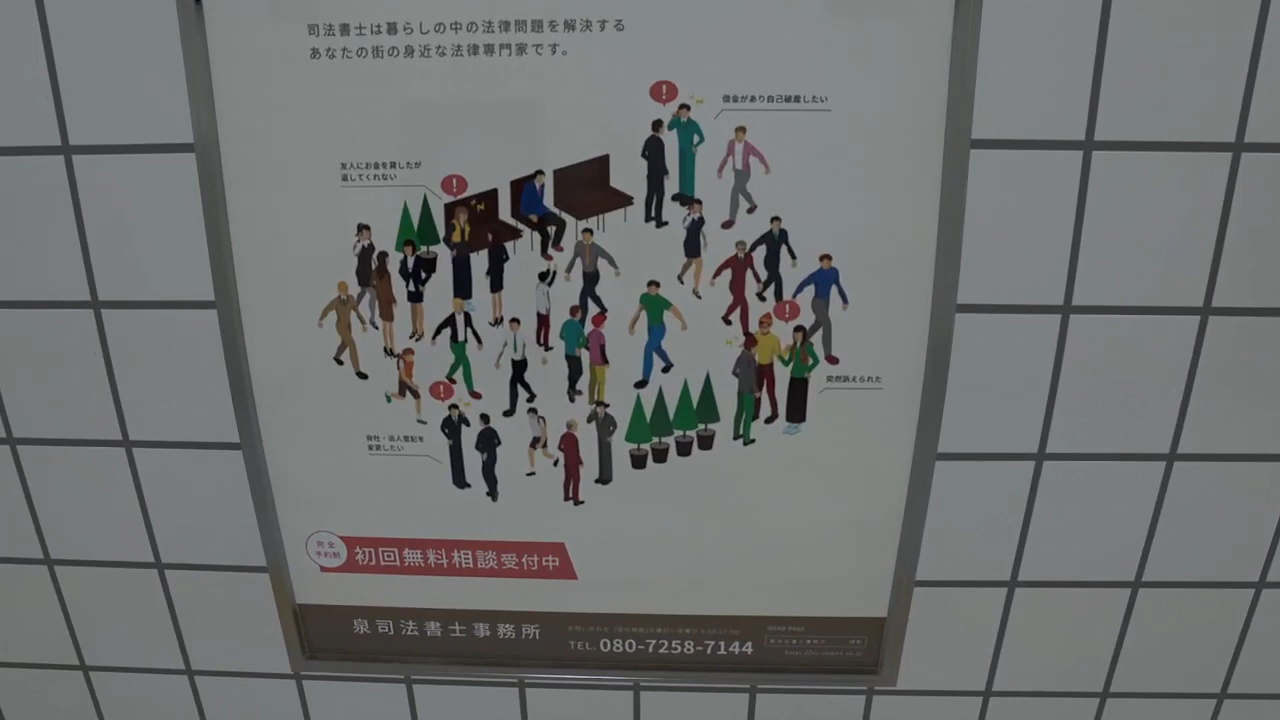 司法書士は暮らしの中の法律問題を解決する
あなたの街の身近な法律専門家です。
借金があり自己破産したい
友人にお金を貸したが
返してくれない
突然訴えられた
会社・法人登記を
変更したい
完全
予約制
初回無料相談受付中
泉司法書士事務所
TEL. 080-7258-7144
HOME PAGE